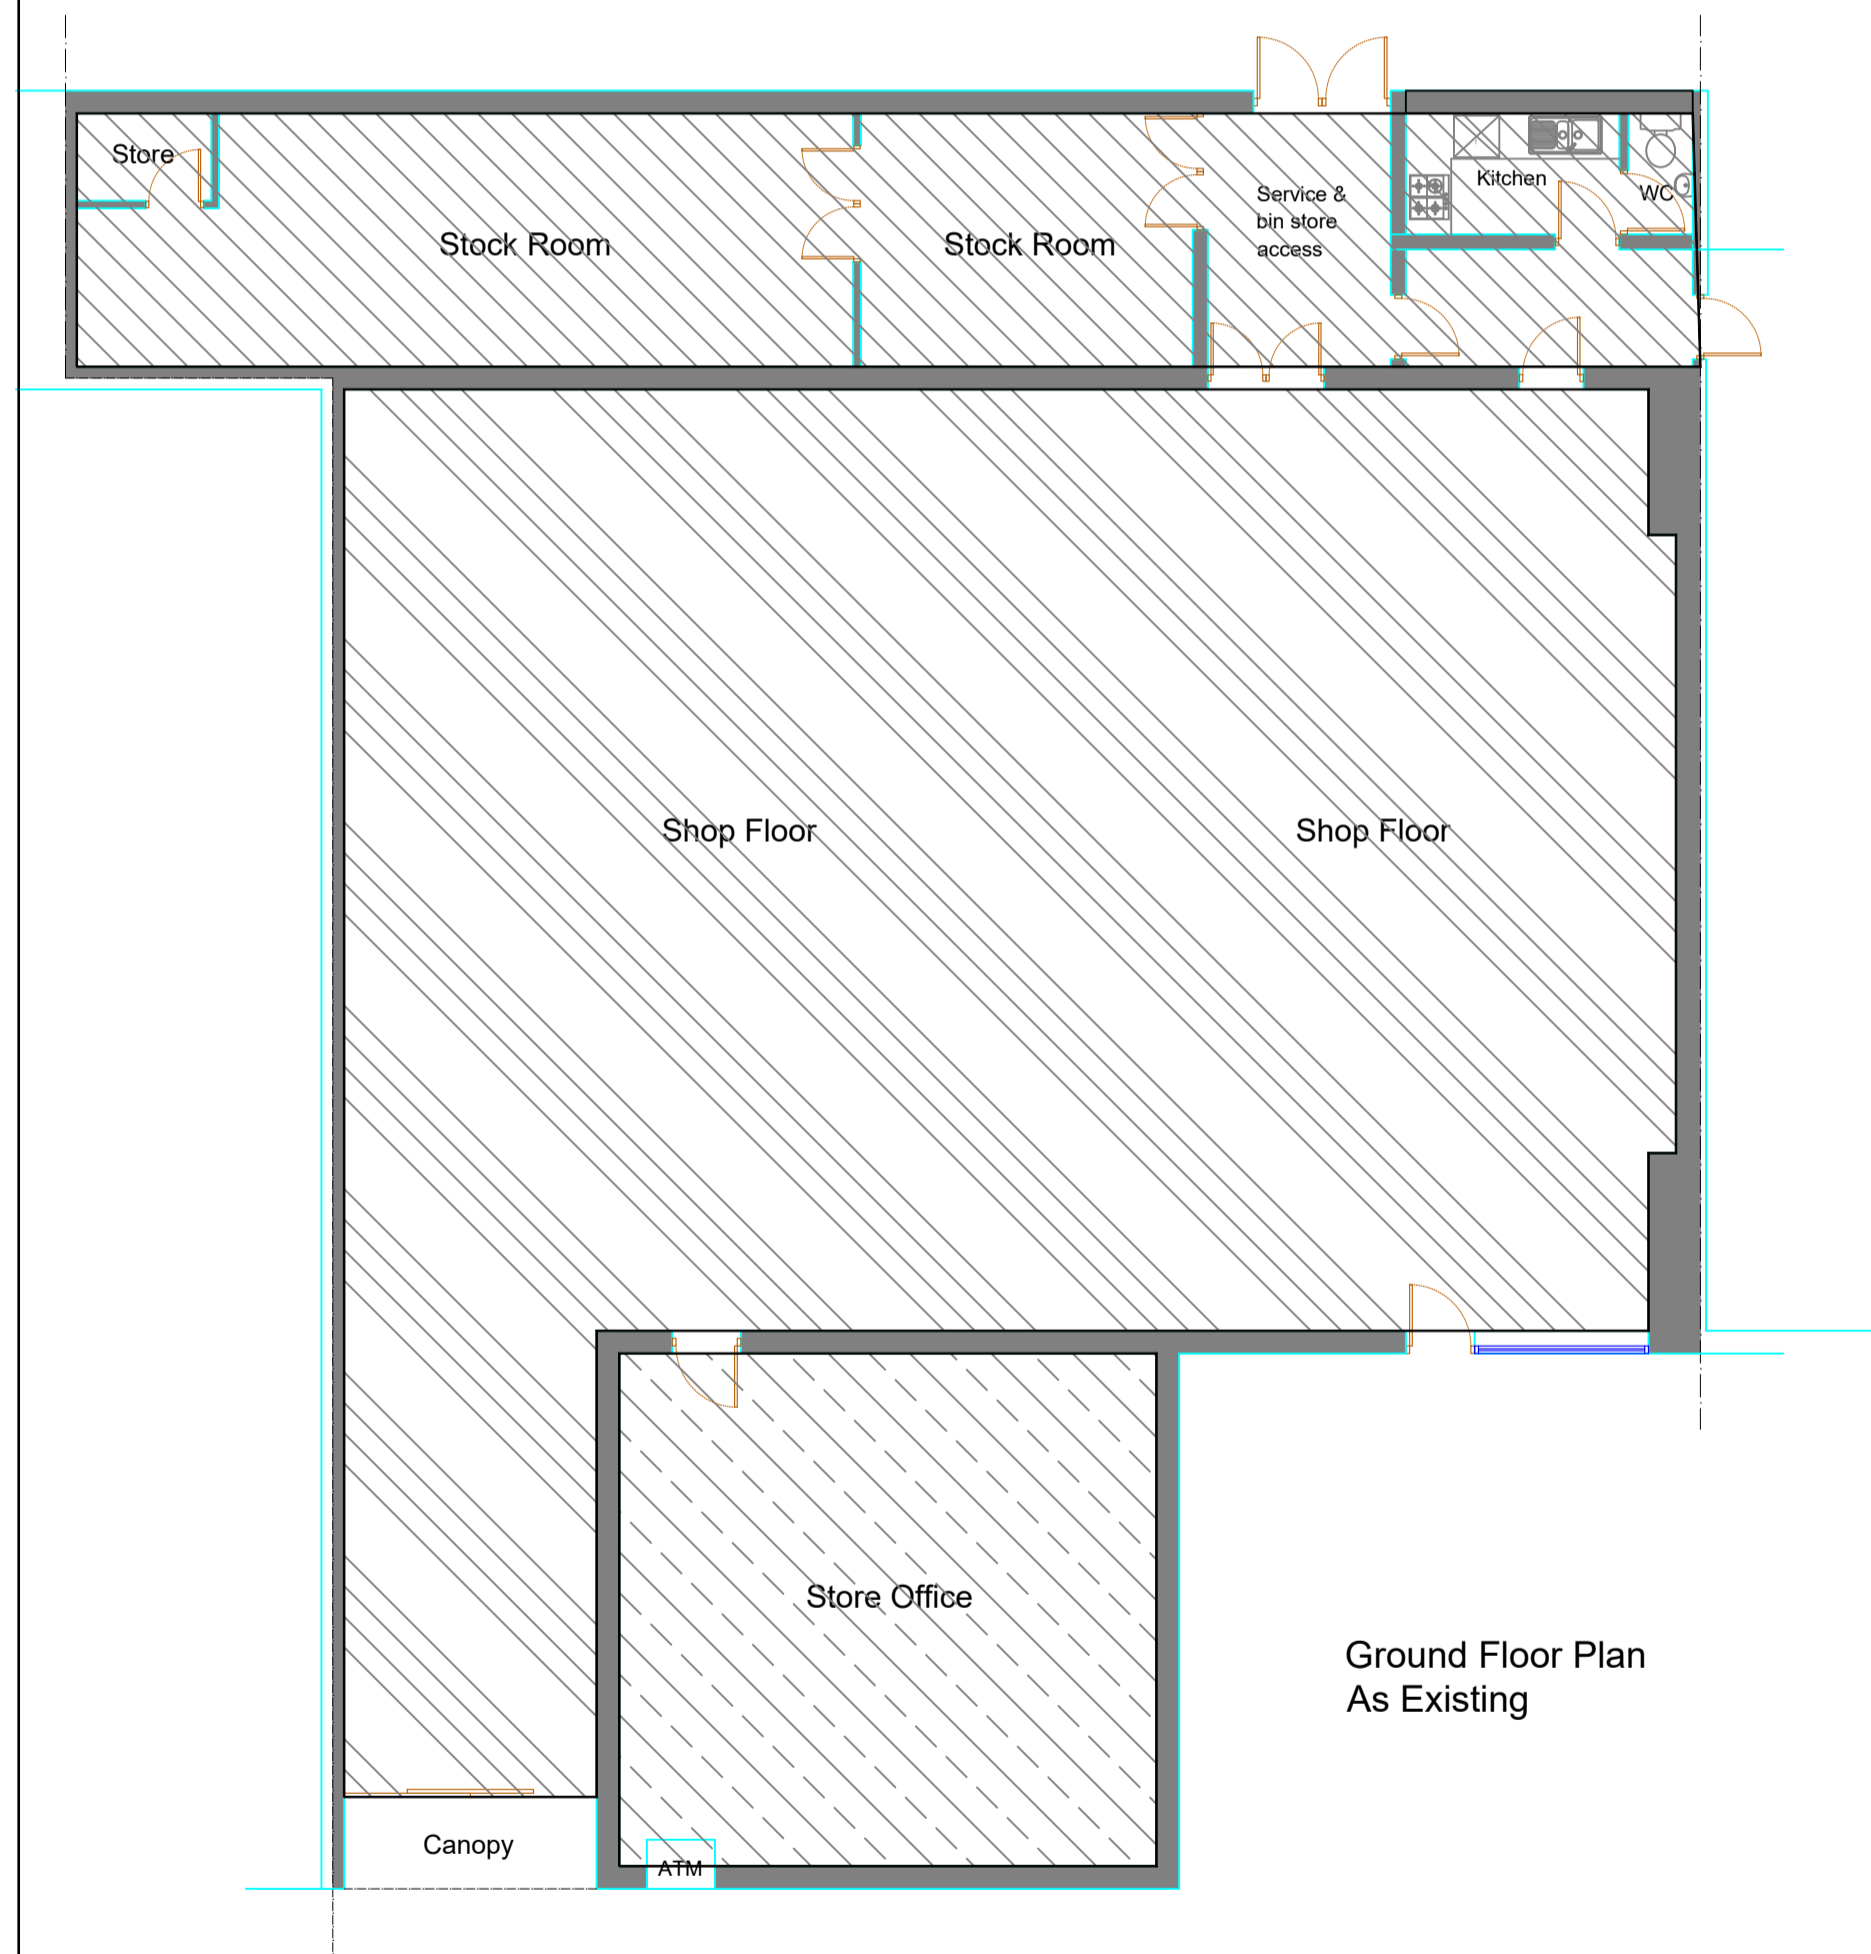 Store
Stock Room
Stock Room
Service &
bin store
access
Kitchen
WC
Shop Floor
Shop Floor
Store Office
Ground Floor Plan
As Existing
Canopy
ATM